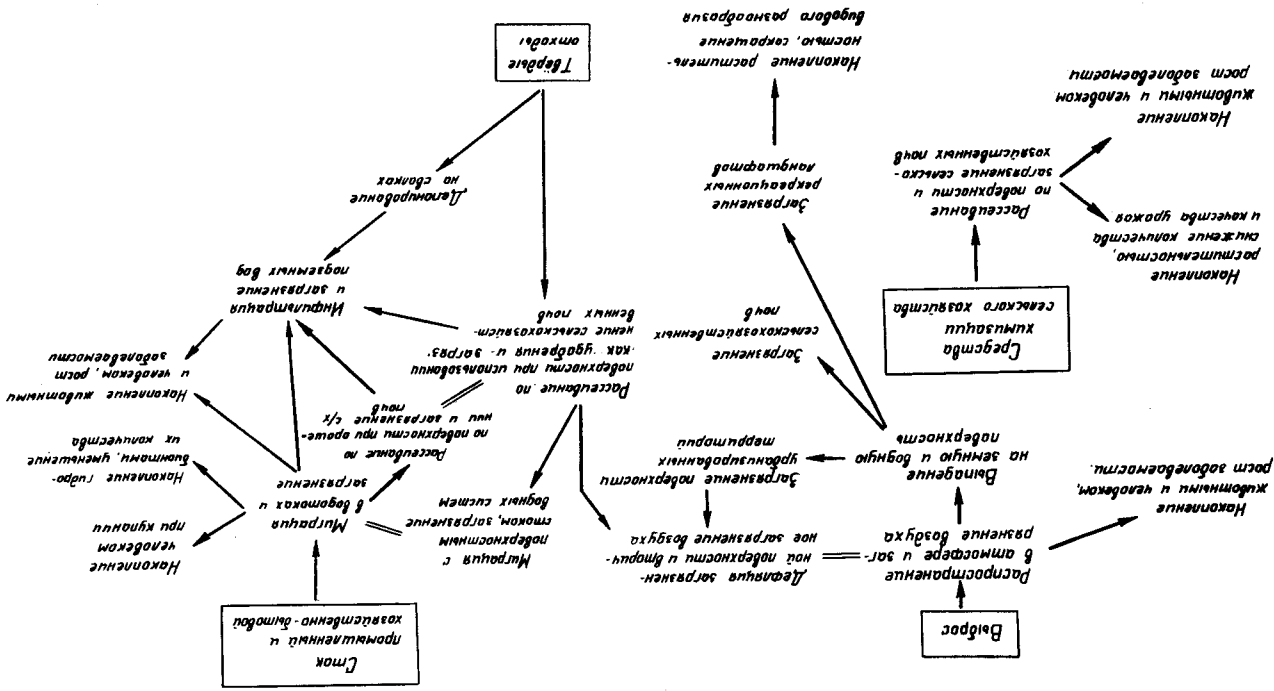 Выброс
Сток
промышленный и
хозяйственно-бытовой
Распространение
в атмосфере и заг-
рязнение воздуха
Дефляция загрязнен-
ной поверхности и вторич-
ное загрязнение воздуха
Миграция с
поверхностным
стоком, загрязнение
водных систем
Миграция
в водотоках и
загрязнение
Накопление
человеком
при купании
Накопление
животными и человеком,
рост заболеваемости.
Выпадение
на земную и водную
поверхность
Загрязнение поверхности
урбанизированных
территорий
Рассеивание по
по поверхности при ороше-
нии и загрязнение с/х
почв
Накопление гидро-
бионтами, уменьшение
их количества
Рассеивание по
поверхности при использовании
как удобрения и загряз-
нение сельскохозяйст-
венных почв
Накопление животными
и человеком, рост
заболеваемости
Средства
химизации
сельского хозяйства
Загрязнение
сельскохозяйственных
почв
Инфильтрация
и загрязнение
подземных вод
Накопление
растительностью,
снижение количества
и качества урожая
Рассеивание
по поверхности и
загрязнение сельско-
хозяйственных почв
Загрязнение
рекреационных
ландшафтов
Депонирование
на свалках
Накопление
животными и человеком
рост заболеваемости
Накопление раститель-
ностью, сокращение
видового разнообразия
Твёрдые
отходы